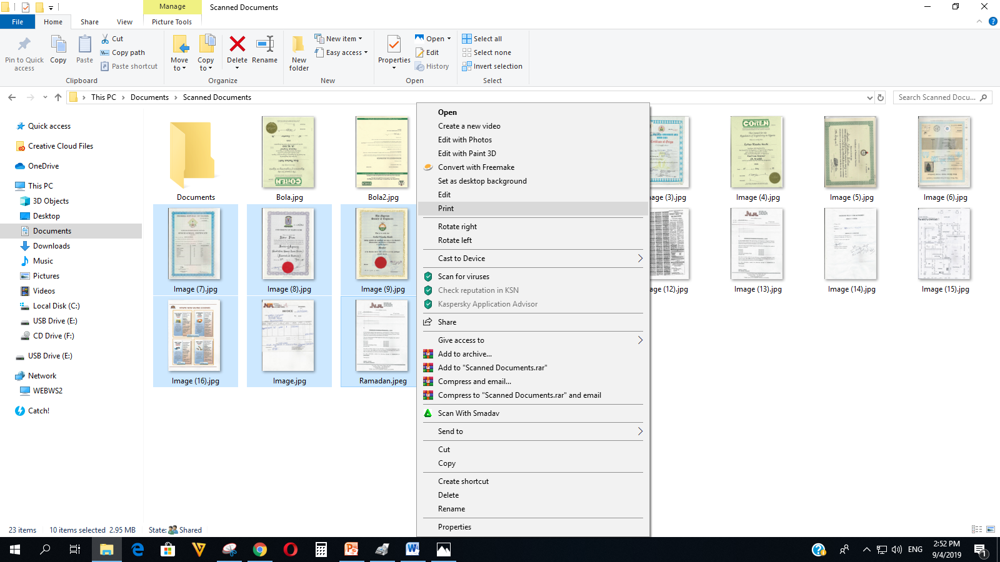 Manage
Scanned Documents
File
Home
Share
View
Picture Tools
Pin to Quick access
Copy
Paste
Cut
Copy path
Paste shortcut
Clipboard
Move to
Copy to
Delete
Rename
Organize
New folder
New item
Easy access
New
Properties
Open
Edit
History
Open
Select all
Select none
Invert selection
Select
This PC
Documents
Scanned Documents
Search Scanned Docu...
Quick access
Creative Cloud Files
OneDrive
This PC
3D Objects
Desktop
Documents
Downloads
Music
Pictures
Videos
Local Disk (C:)
USB Drive (E:)
CD Drive (F:)
USB Drive (E:)
Network
WEBWS2
Catch!
Documents
Bola.jpg
Bola2.jpg
age (3).jpg
Image (4).jpg
Image (5).jpg
Image (6).jpg
Image (7).jpg
Image (8).jpg
Image (9).jpg
age (12).jpg
Image (13).jpg
Image (14).jpg
Image (15).jpg
Image (16).jpg
Image.jpg
Ramadan.jpeg
COREN
INVOICE
Open
Create a new video
Edit with Photos
Edit with Paint 3D
Convert with Freemake
Set as desktop background
Edit
Print
Rotate right
Rotate left
Cast to Device
Scan for viruses
Check reputation in KSN
Kaspersky Application Advisor
Share
Give access to
Add to archive...
Add to "Scanned Documents.rar"
Compress and email...
Compress to "Scanned Documents.rar" and email
Scan With Smadav
Send to
Cut
Copy
Create shortcut
Delete
Rename
Properties
23 items
10 items selected 2.95 MB
State:
Shared
ENG
2:52 PM
9/4/2019
1